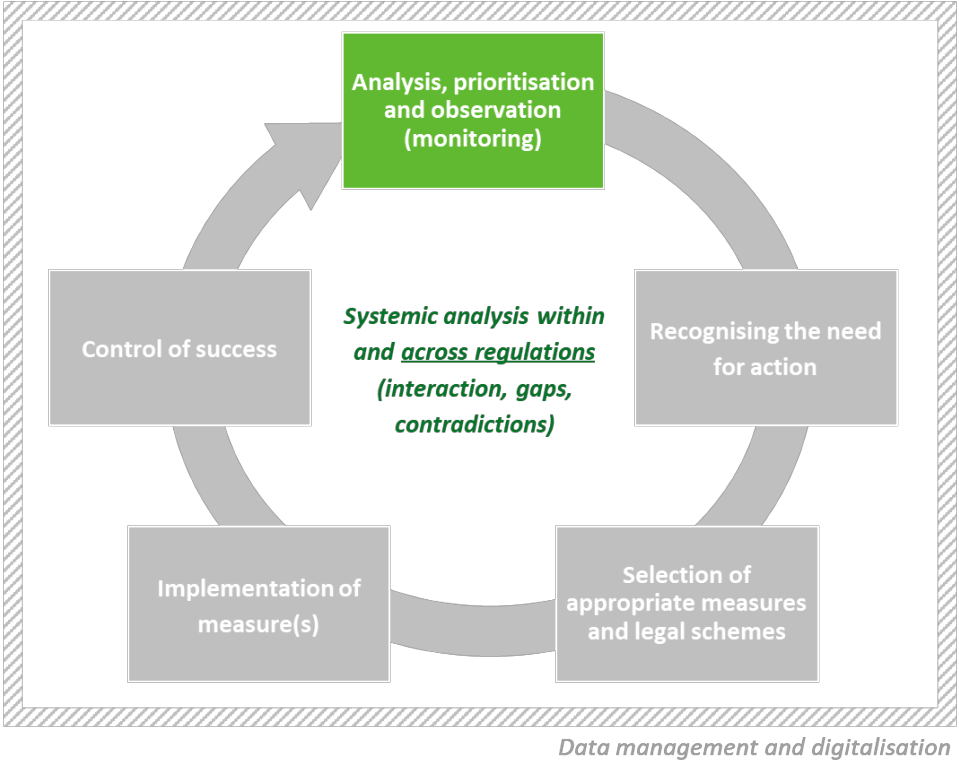 Analysis, prioritisation
and observation
(monitoring)
Recognising the need
for action
Selection of
appropriate measures
and legal schemes
Implementation of
measure(s)
Control of success
Systemic analysis within
and across regulations
(interaction, gaps,
contradictions)
Data management and digitalisation